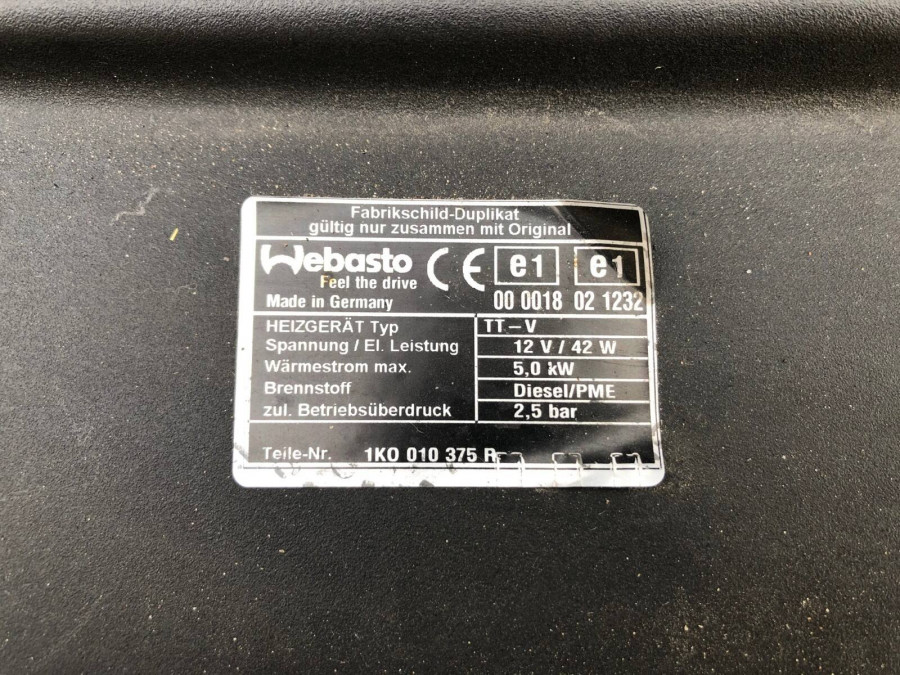 Fabrikschild-Duplikat
gültig nur zusammen mit Original
Webasto
Feel the drive
Made in Germany
CE e1 e1
00 0018 02 1232
HEIZGERÄT Typ TT-V
Spannung / El. Leistung 12 V / 42 W
Wärmestrom max. 5,0 kW
Brennstoff Diesel/PME
zul. Betriebsüberdruck 2,5 bar
Teile-Nr. 1K0 010 375